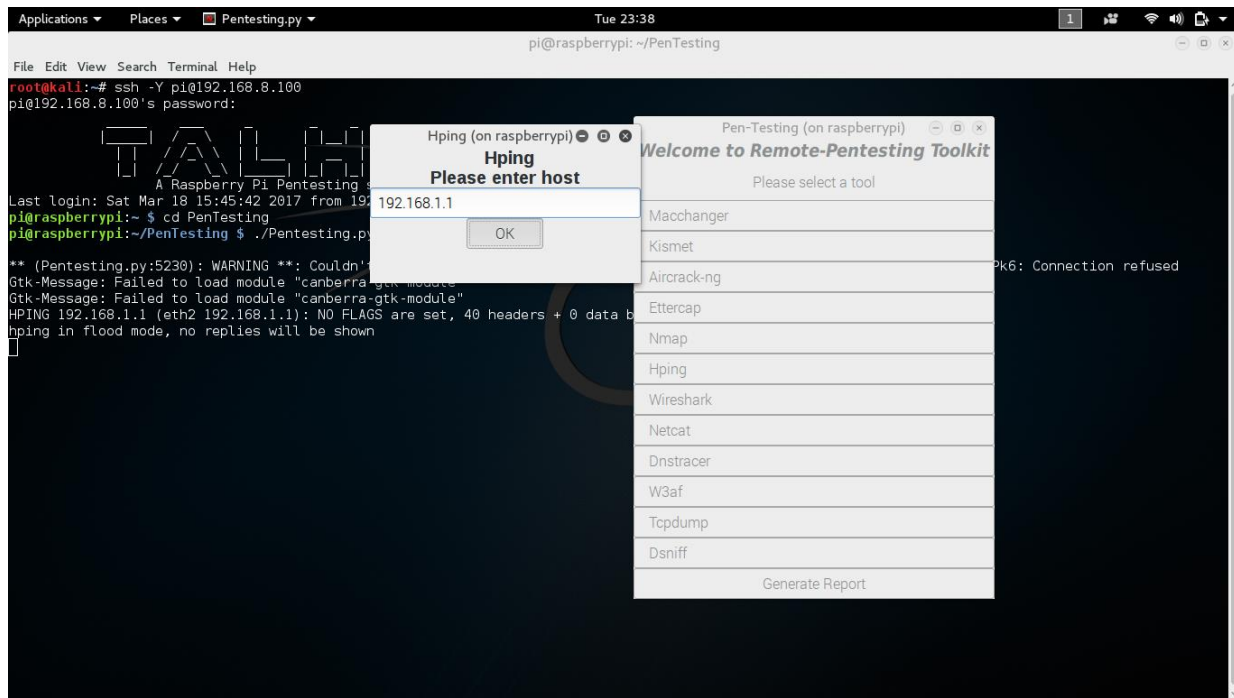 Applications Places Pentesting.py Tue 23:38 1
pi@raspberrypi: ~/PenTesting
File Edit View Search Terminal Help
root@kali:~# ssh -Y pi@192.168.8.100
pi@192.168.8.100's password:
TALH
A Raspberry Pi Pentesting
Last login: Sat Mar 18 15:45:42 2017 from
pi@raspberrypi:~ $ cd PenTesting
pi@raspberrypi:~/PenTesting $ ./Pentesting.py
** (Pentesting.py:5230): WARNING **: Couldn' Pk6: Connection refused
Gtk-Message: Failed to load module "canberra-gtk-module"
Gtk-Message: Failed to load module "canberra-gtk-module"
HPING 192.168.1.1 (eth2 192.168.1.1): NO FLAGS are set, 40 headers + 0 data b
hping in flood mode, no replies will be shown
Hping (on raspberrypi)
Hping
Please enter host
192.168.1.1
OK
Pen-Testing (on raspberrypi)
Welcome to Remote-Pentesting Toolkit
Please select a tool
Macchanger
Kismet
Aircrack-ng
Ettercap
Nmap
Hping
Wireshark
Netcat
Dnstracer
W3af
Tcpdump
Dsniff
Generate Report